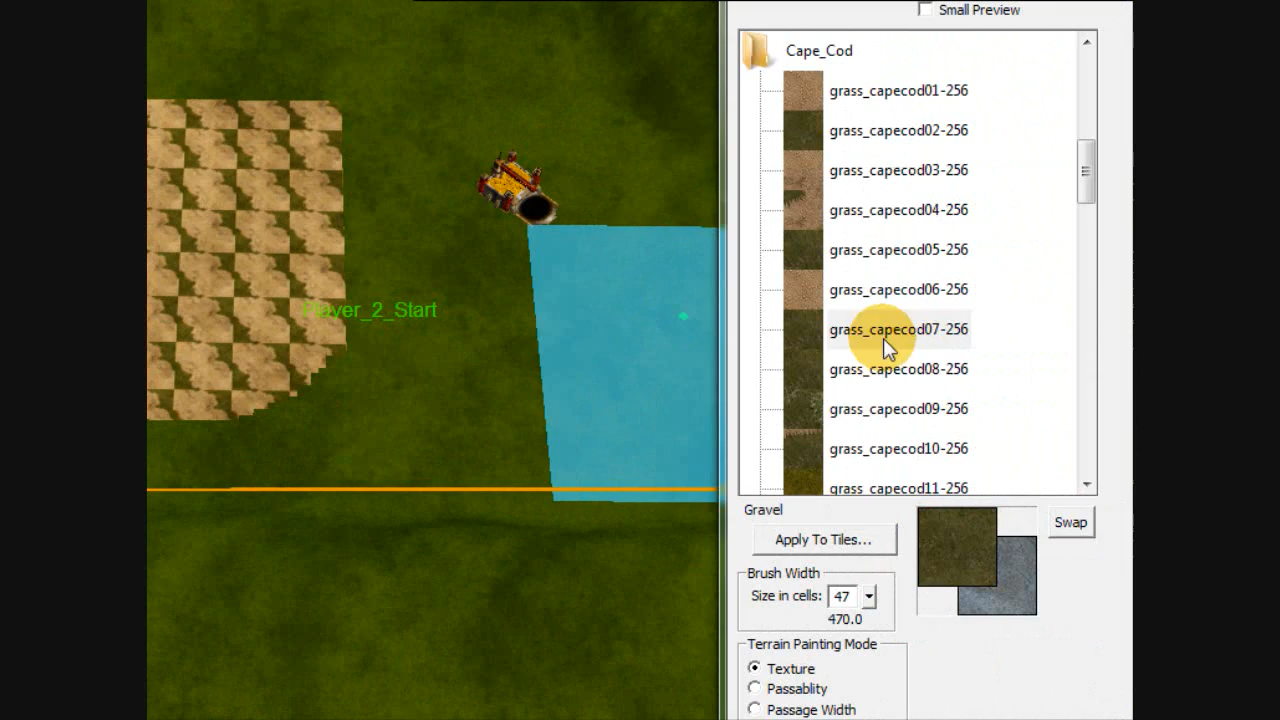 Small Preview
Cape_Cod
grass_capecod01-256
grass_capecod02-256
grass_capecod03-256
grass_capecod04-256
grass_capecod05-256
grass_capecod06-256
Player_2_Start
grass_capecod07-256
grass_capecod08-256
grass_capecod09-256
grass_capecod10-256
grass_capecod11-256
Gravel
Swap
Apply To Tiles...
Brush Width
Size in cells: 47
470.0
Terrain Painting Mode
Texture
Passablity
Passage Width